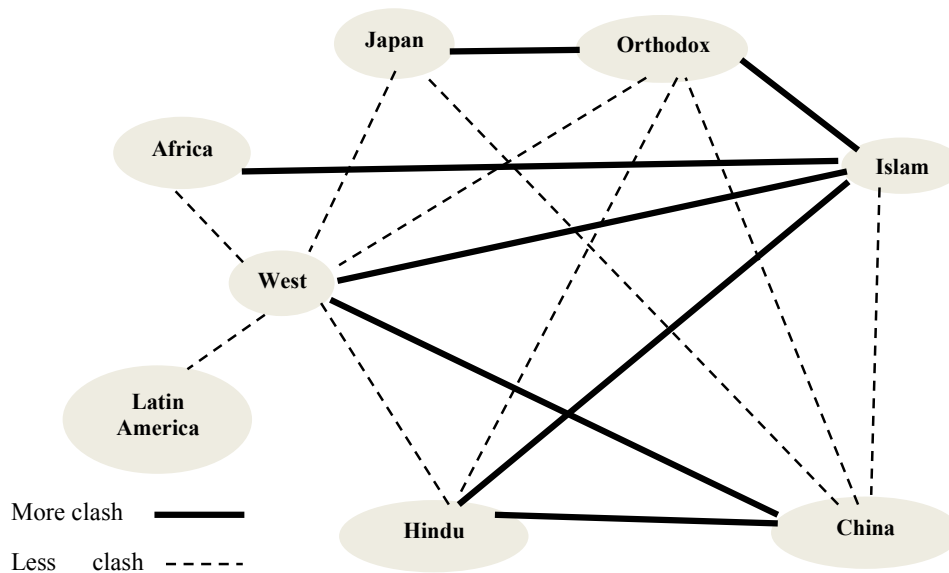 Japan
Orthodox
Africa
Islam
West
Latin
America
More clash
Hindu
China
Less clash